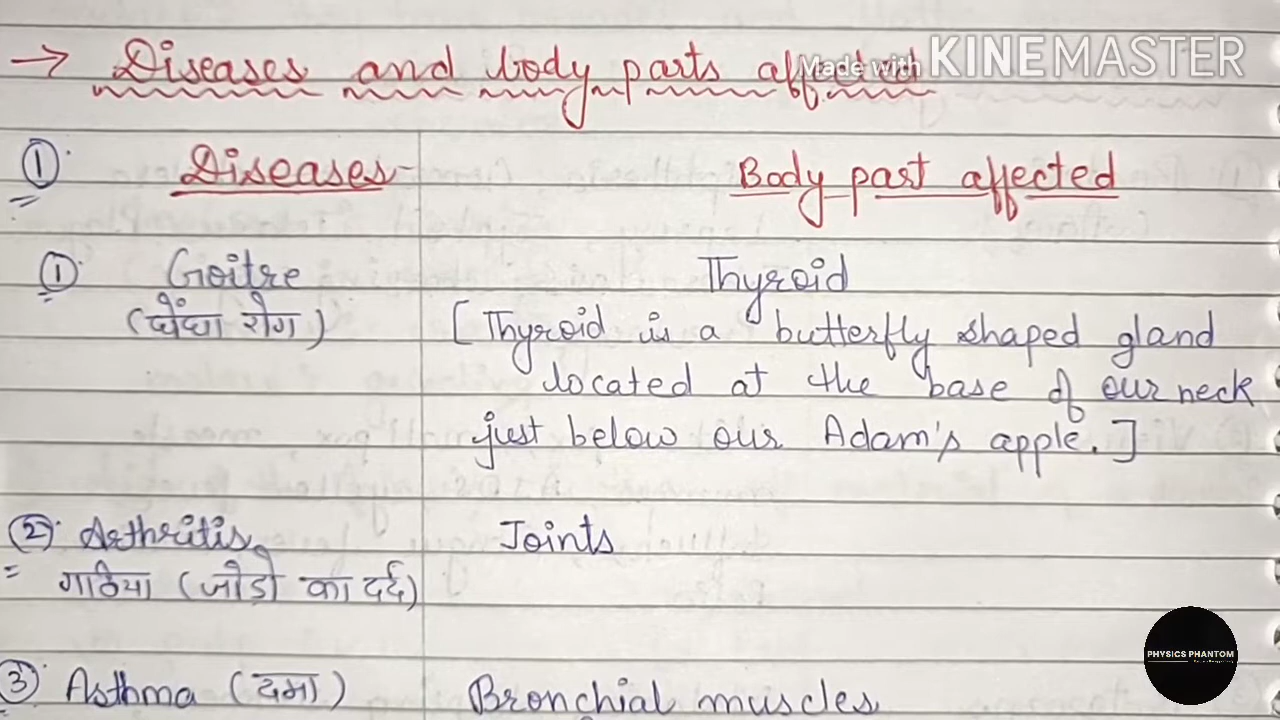 → Diseases and body parts affected
Made with KINEMASTER
① Diseases Body part affected
① Goitre Thyroid
(घेंघा रोग) [Thyroid is a butterfly shaped gland
located at the base of our neck
just below our Adam's apple.]
② Arthritis Joints
गठिया (जोड़ो का दर्द)
③ Asthma (दमा) Bronchial muscles
PHYSICS PHANTOM